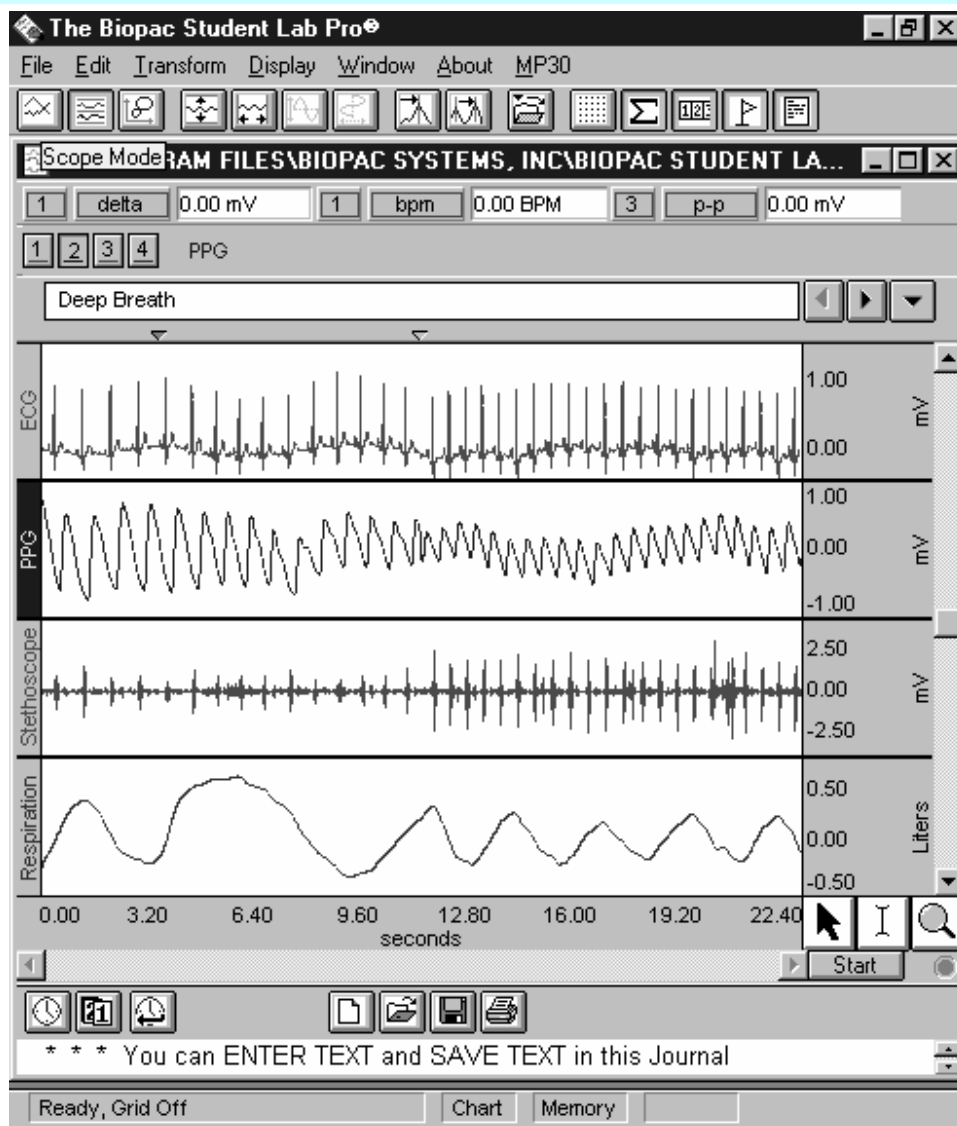 The Biopac Student Lab Pro®
File Edit Transform Display Window About MP30
Scope Mode RAM FILES\BIOPAC SYSTEMS, INC\BIOPAC STUDENT LA...
1 delta 0.00 mV 1 bpm 0.00 BPM 3 p-p 0.00 mV
1 2 3 4 PPG
Deep Breath
ECG
1.00
0.00
mV
PPG
1.00
0.00
-1.00
mV
Stethoscope
2.50
0.00
-2.50
mV
Respiration
0.50
0.00
-0.50
Liters
0.00 3.20 6.40 9.60 12.80 16.00 19.20 22.40
seconds
Start
* * * You can ENTER TEXT and SAVE TEXT in this Journal
Ready, Grid Off Chart Memory